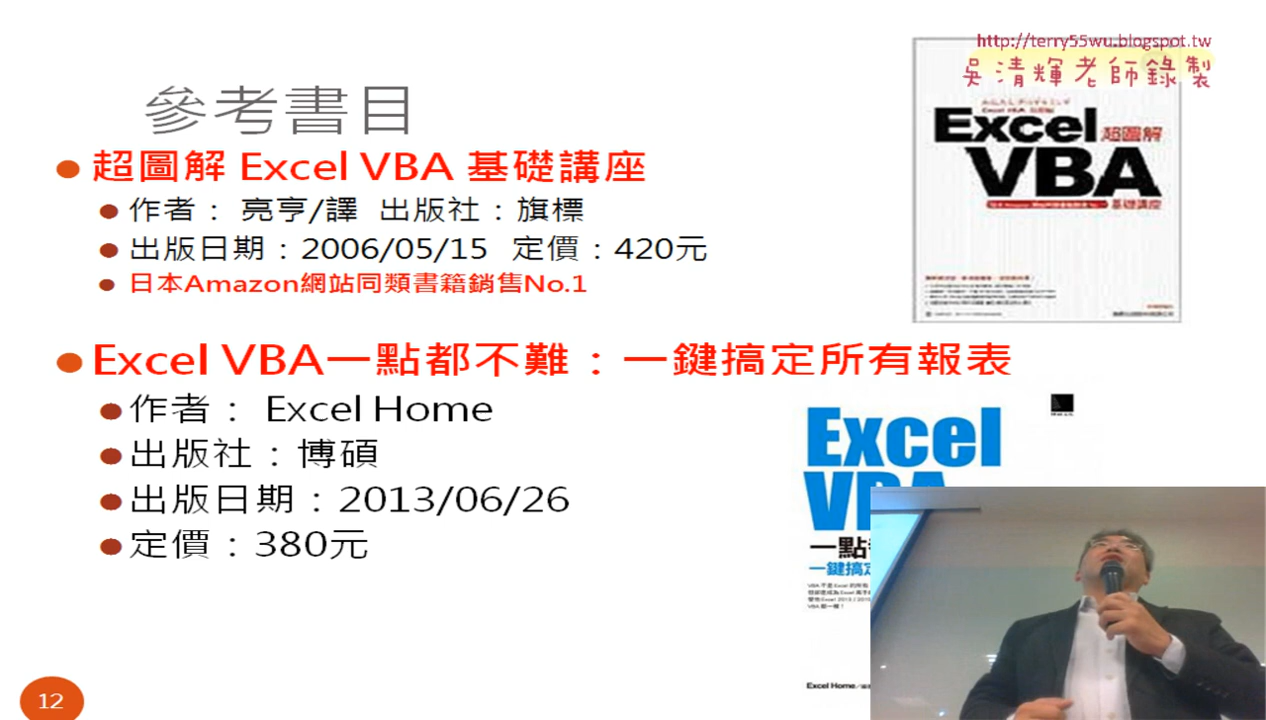 http://terry55wu.blogspot.tw
吳清輝老師錄製
參考書目
超圖解 Excel VBA 基礎講座
作者： 亮亨/譯 出版社：旗標
出版日期：2006/05/15 定價：420元
日本Amazon網站同類書籍銷售No.1
Excel 超圖解
VBA 基礎講座
Excel VBA一點都不難：一鍵搞定所有報表
作者： Excel Home
出版社：博碩
出版日期：2013/06/26
定價：380元
Excel
VBA
一點
一鍵搞定
Excel Home
12